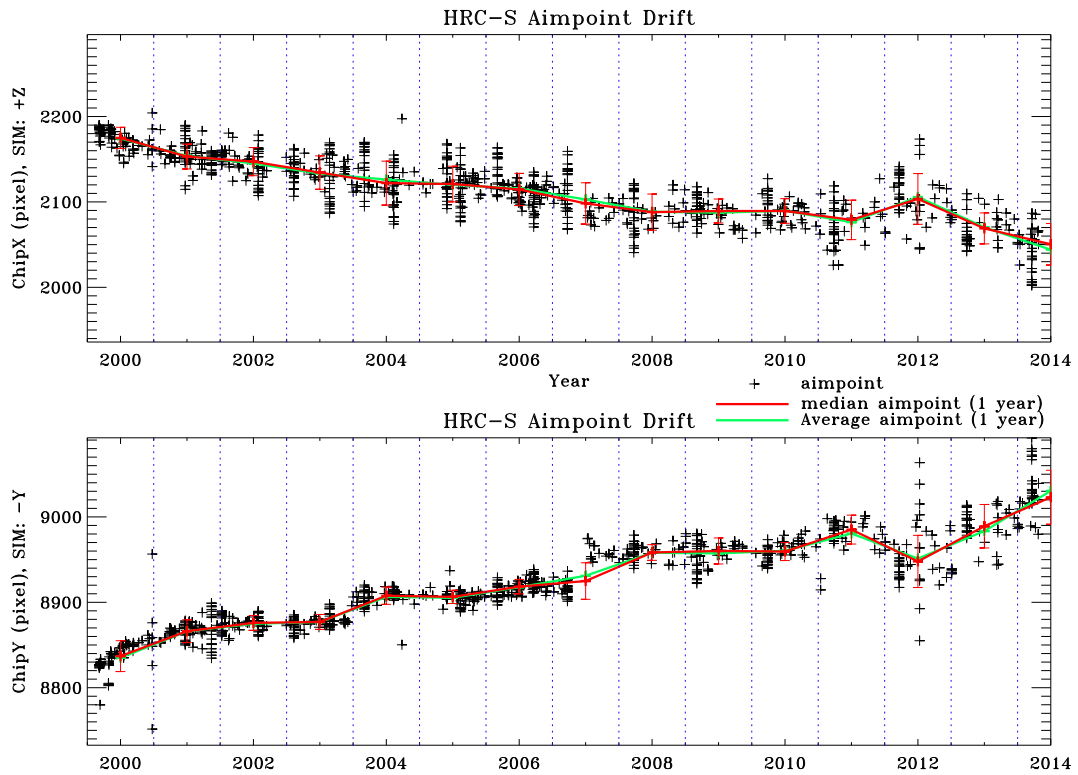 HRC-S Aimpoint Drift
ChipX (pixel), SIM: +Z
2200
2100
2000
2000 2002 2004 2006 2008 2010 2012 2014
Year
aimpoint
median aimpoint (1 year)
Average aimpoint (1 year)
HRC-S Aimpoint Drift
ChipY (pixel), SIM: -Y
9000
8900
8800
2000 2002 2004 2006 2008 2010 2012 2014